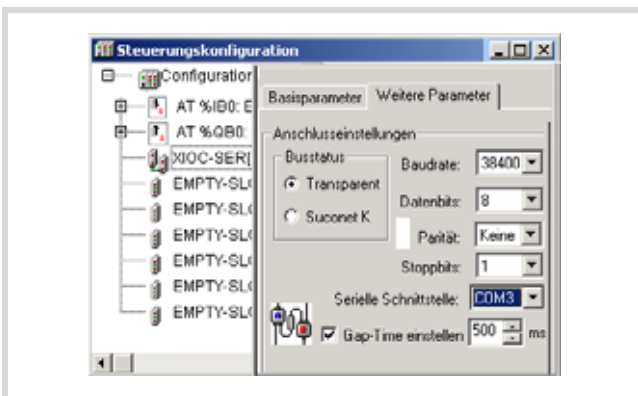 Steuerungskonfiguration
Configuration
AT %IB0: E
AT %QB0:
XIOC-SER[
EMPTY-SL(
EMPTY-SL(
EMPTY-SL(
EMPTY-SL(
EMPTY-SL(
EMPTY-SL(
Basisparameter
Weitere Parameter
Anschlusseinstellungen
Busstatus
Transparent
Suconet K
Baudrate: 38400
Datenbits: 8
Parität: Keine
Stoppbits: 1
Serielle Schnittstelle: COM3
Gap-Time einstellen 500 ms